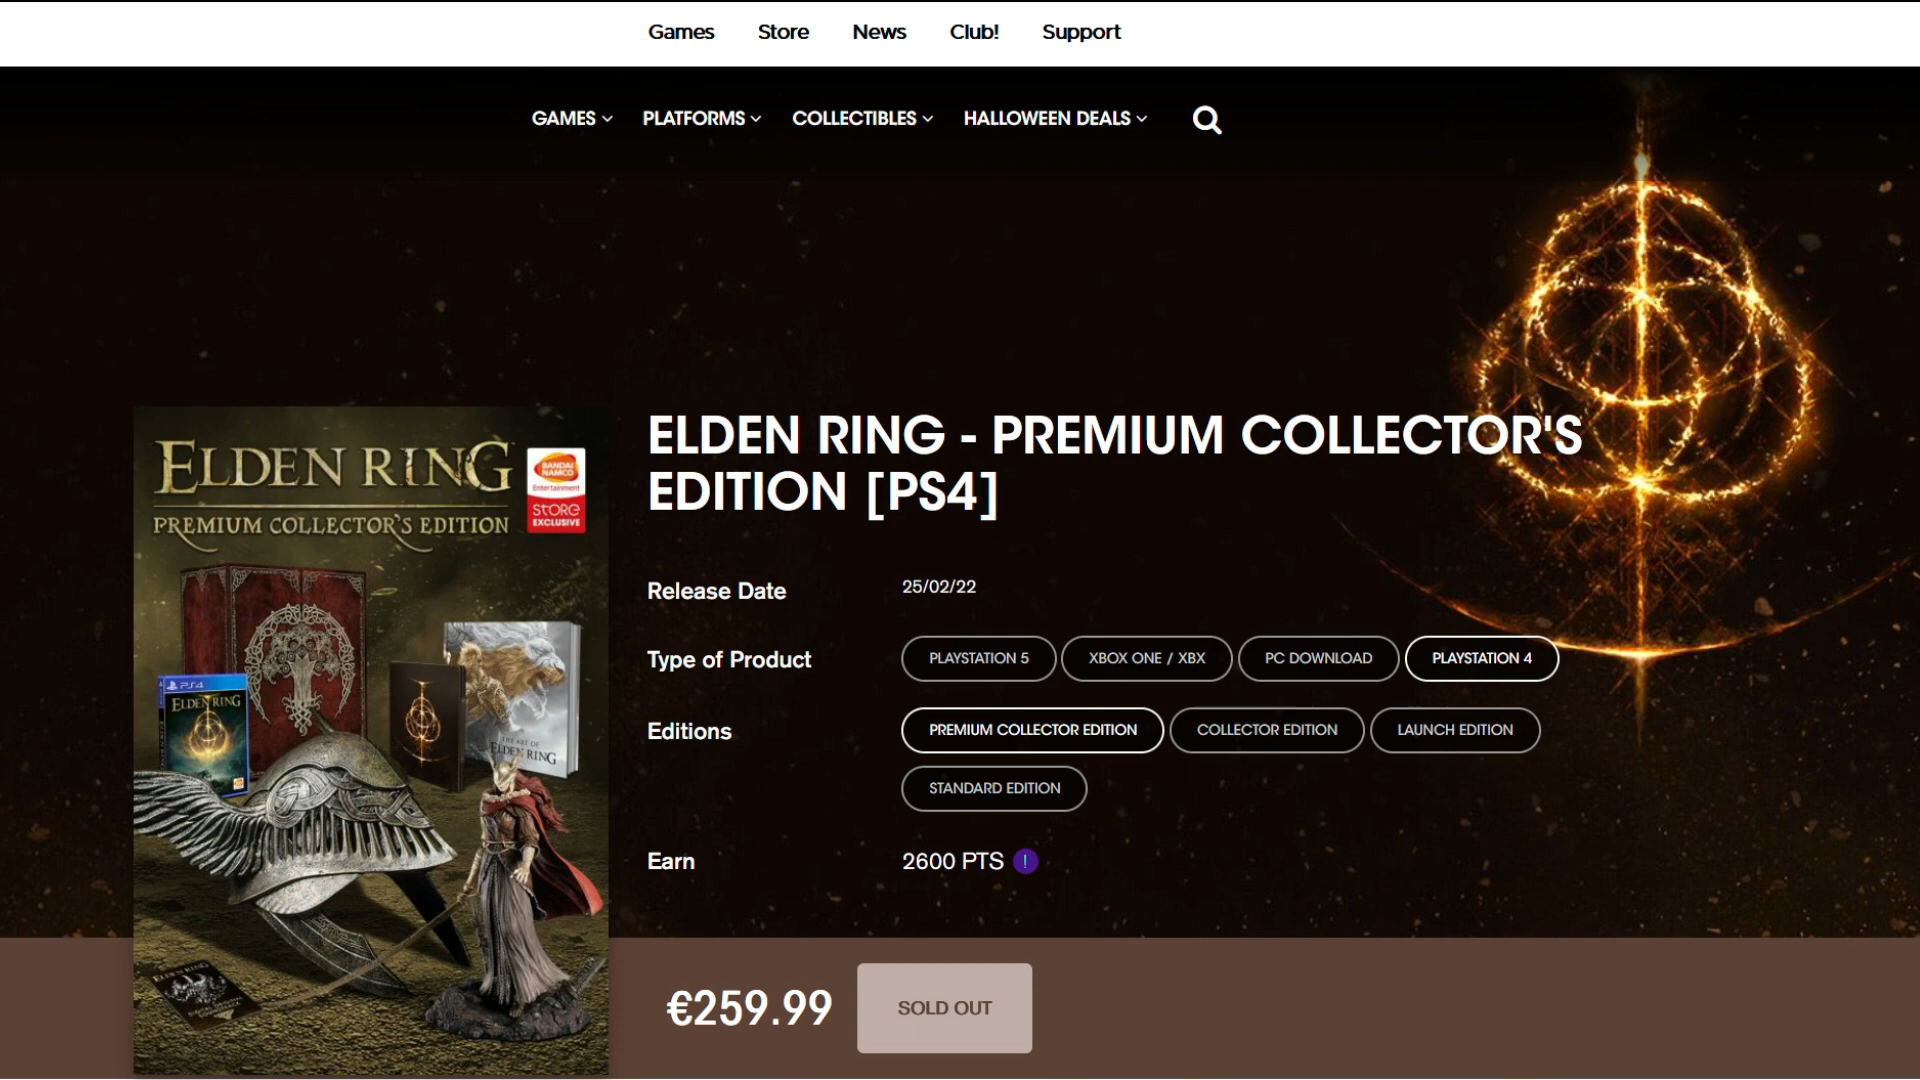 Games Store News Club! Support
GAMES PLATFORMS COLLECTIBLES HALLOWEEN DEALS
ELDEN RING
PREMIUM COLLECTOR'S EDITION
BANDAI
NAMCO
Entertainment
STORE
EXCLUSIVE
PS4
ELDEN RING
THE ART OF
ELDEN RING
ELDEN RING
ELDEN RING - PREMIUM COLLECTOR'S
EDITION [PS4]
Release Date 25/02/22
Type of Product PLAYSTATION 5 XBOX ONE / XBX PC DOWNLOAD PLAYSTATION 4
Editions PREMIUM COLLECTOR EDITION COLLECTOR EDITION LAUNCH EDITION
STANDARD EDITION
Earn 2600 PTS !
€259.99 SOLD OUT